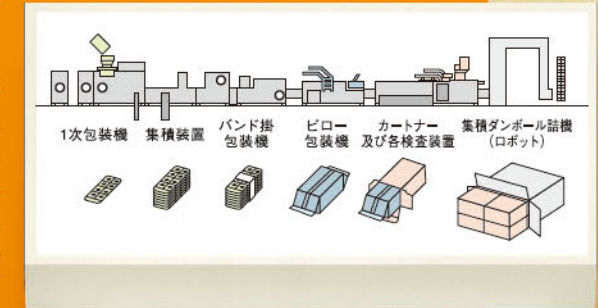 1次包装機
集積装置
バンド掛
包装機
ピロー
包装機
カートナー
及び各検査装置
集積ダンボール詰機
(ロボット)